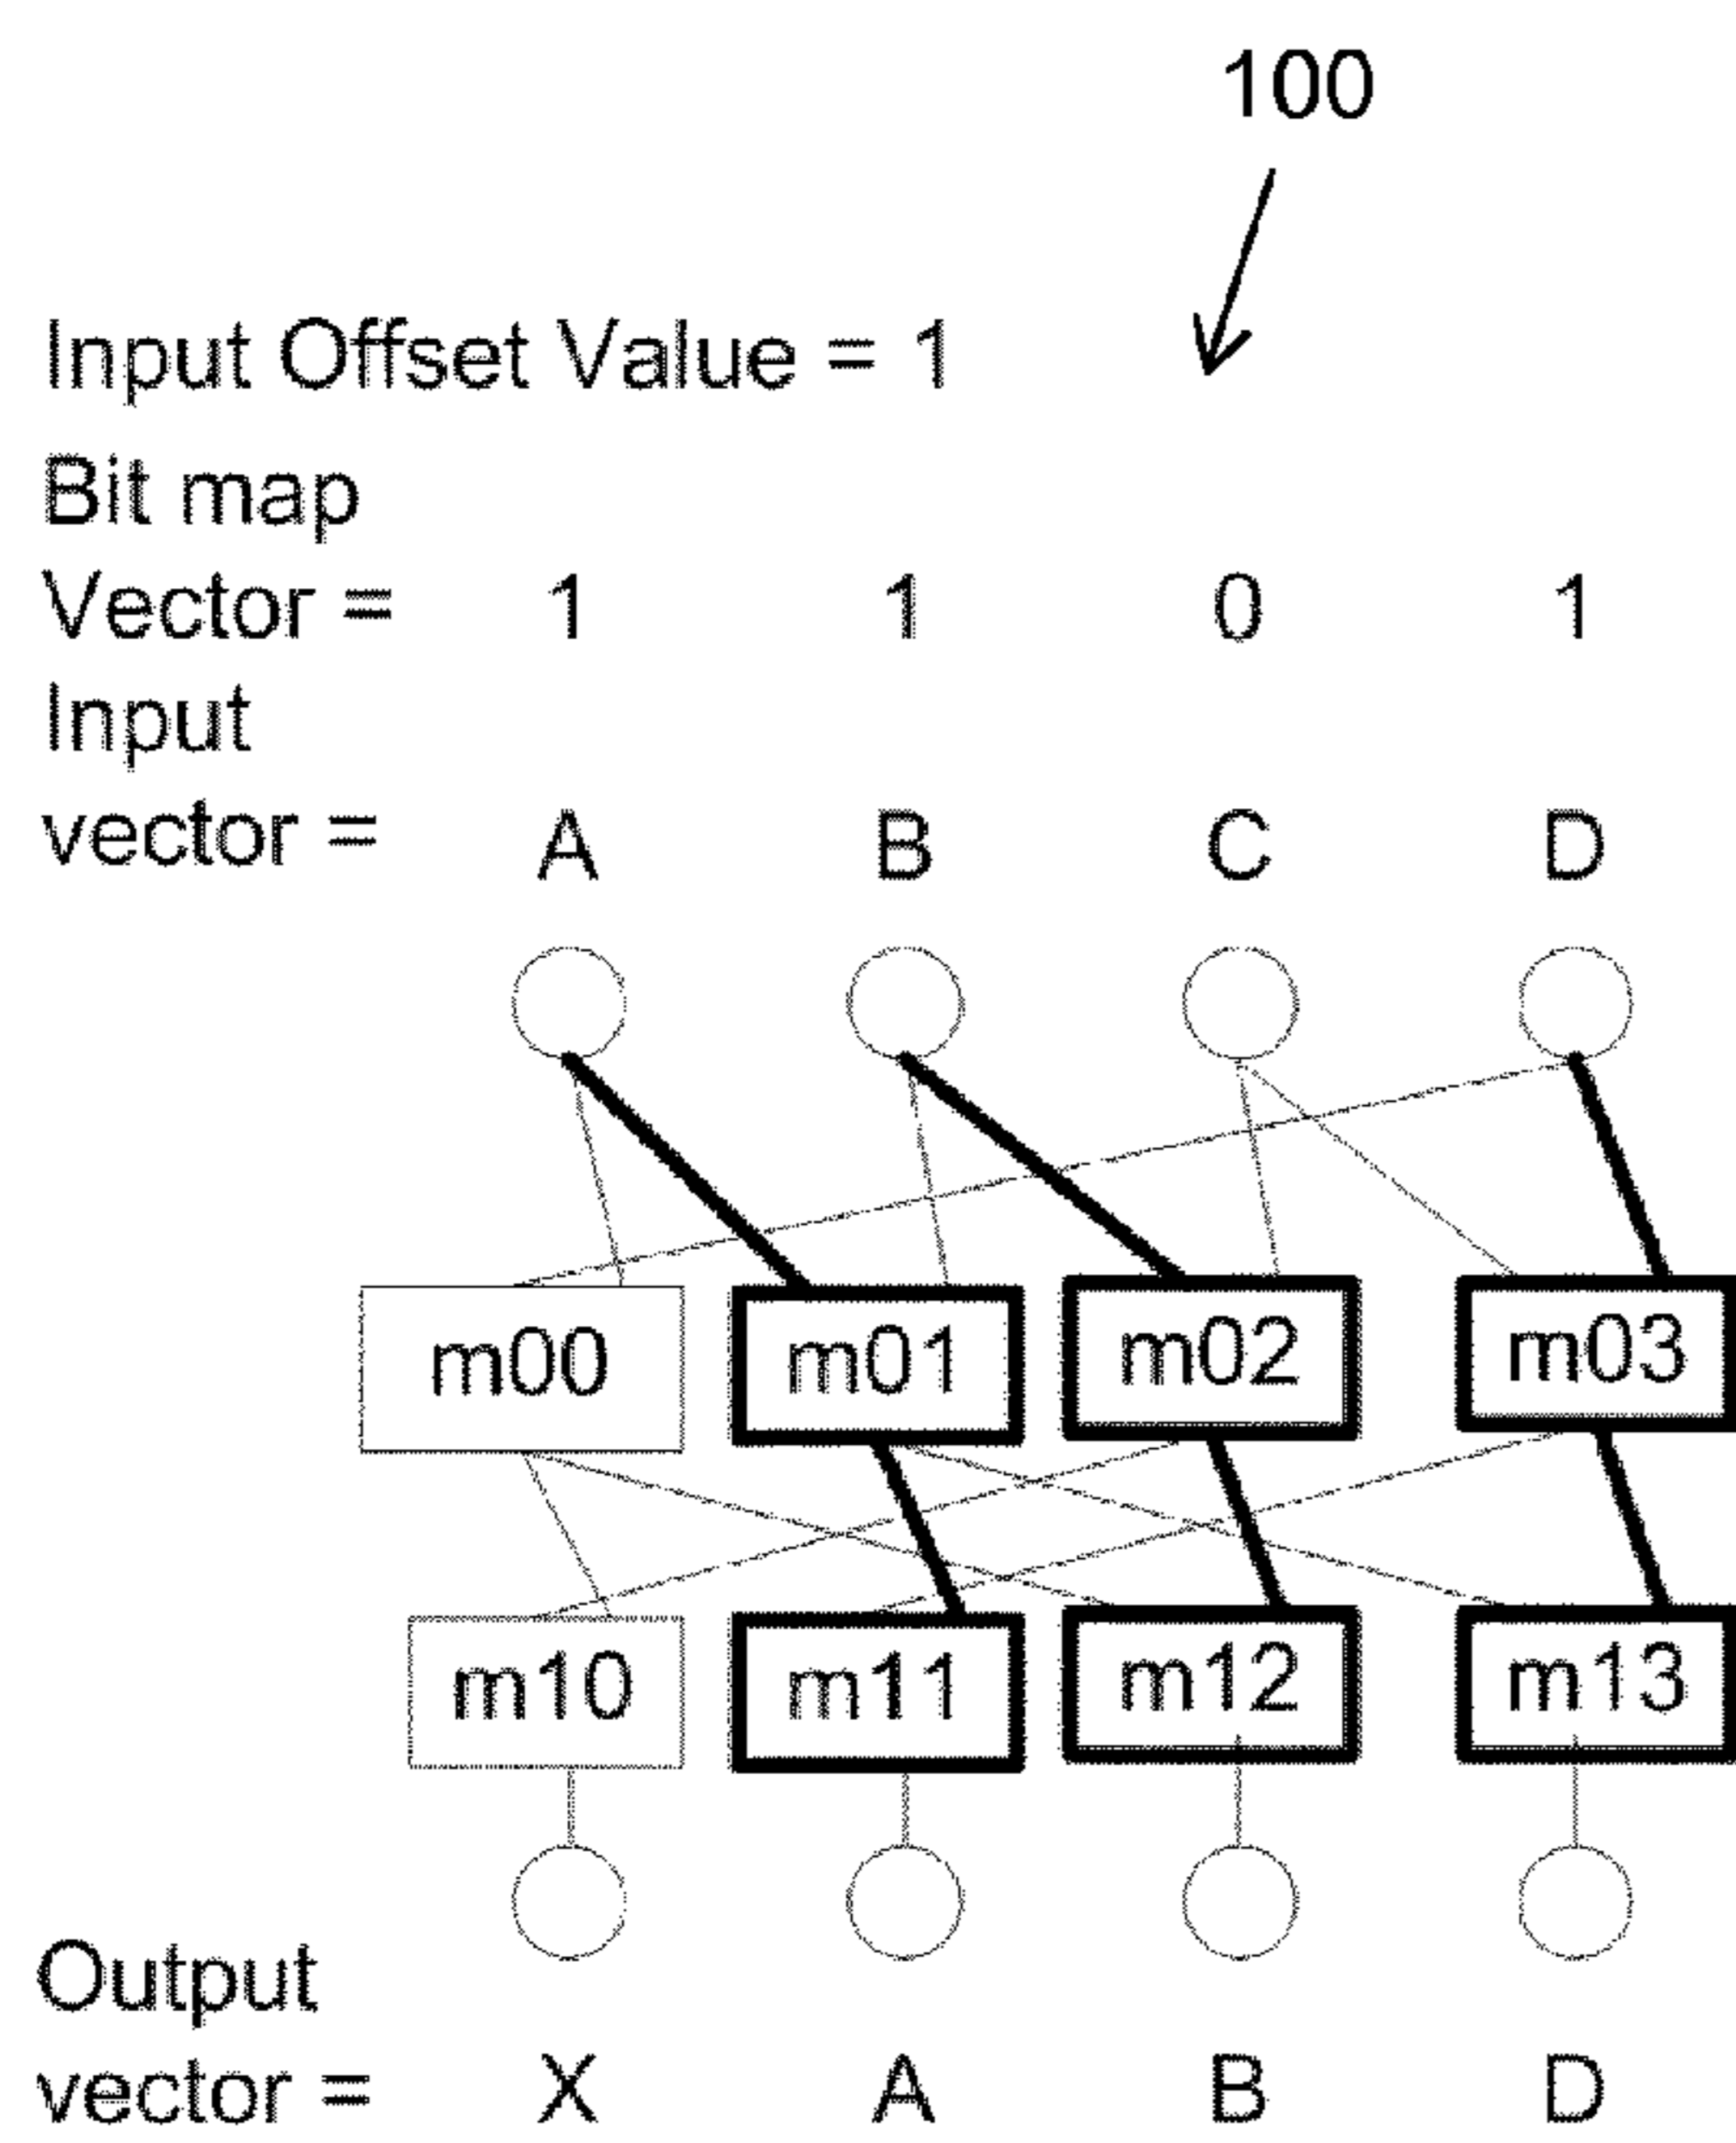 100
Input Offset Value = 1
Bit map
Vector = 1 1 0 1
Input
vector = A B C D
m00 m01 m02 m03
m10 m11 m12 m13
Output
vector = X A B D